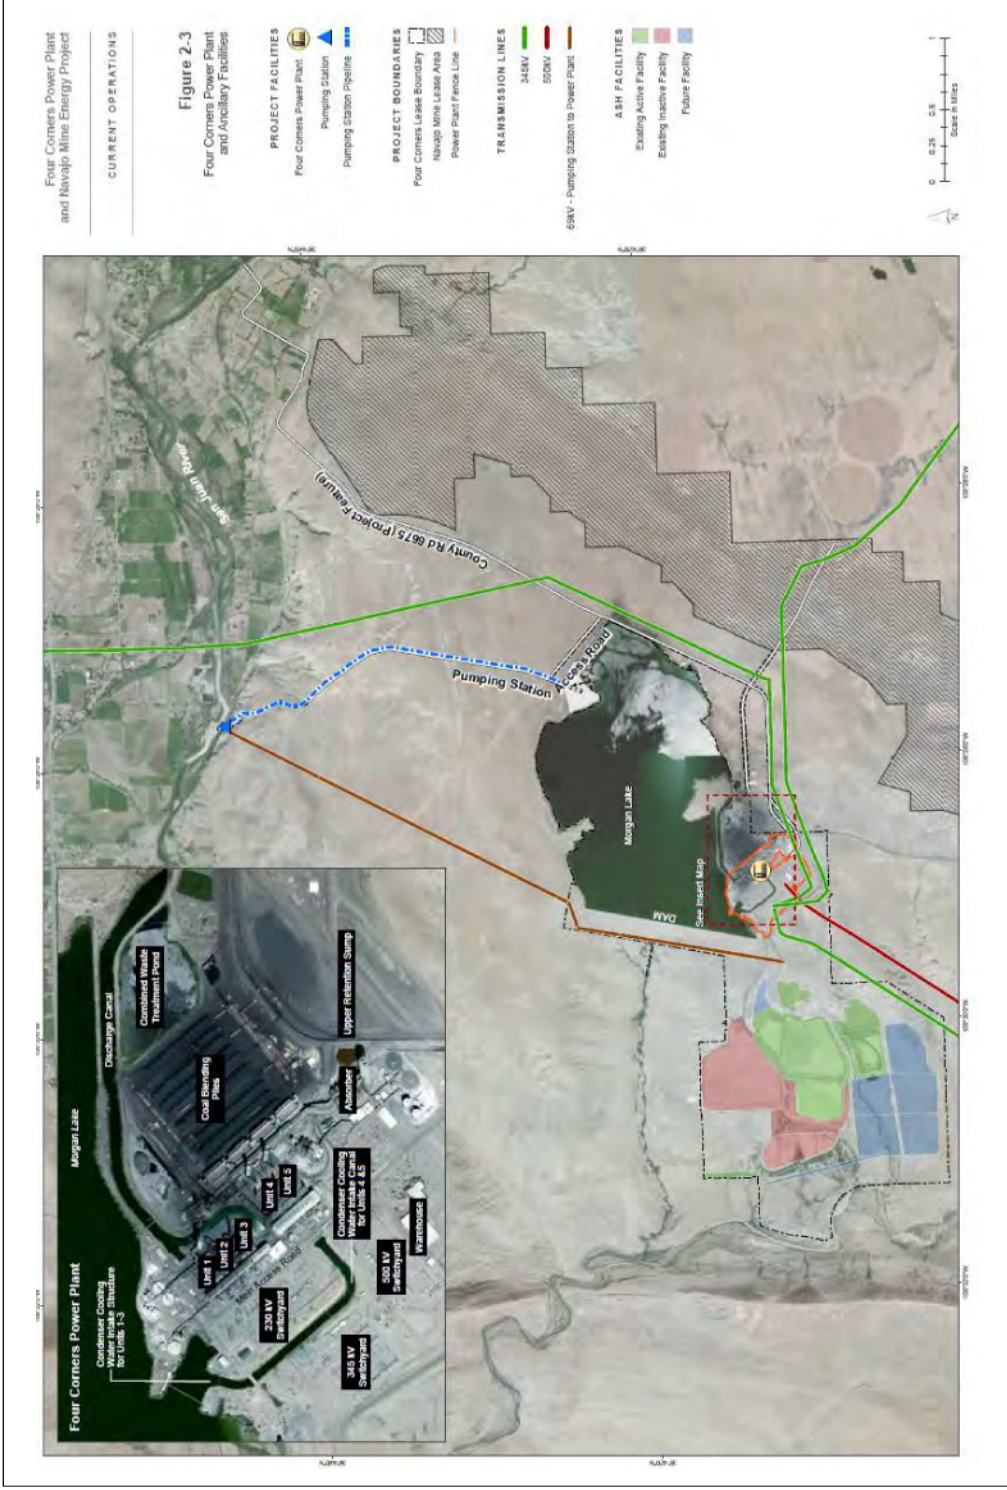 Four Corners Power Plant
and Navajo Mine Energy Project
CURRENT OPERATIONS
Figure 2-3
Four Corners Power Plant
and Ancillary Facilities
PROJECT FACILITIES
Four Corners Power Plant
Pumping Station
Pumping Station Pipeline
PROJECT BOUNDARIES
Four Corners Lease Boundary
Navajo Mine Lease Area
Power Plant Fence Line
TRANSMISSION LINES
345kV
500kV
69kV - Pumping Station to Power Plant
ASH FACILITIES
Existing Active Facility
Existing Inactive Facility
Future Facility
0
0.25
0.5
1
Scale in Miles
N
San Juan River
County Rd 6675 (Project Feature)
Pumping Station
Access Road
Morgan Lake
DAM
See Insert Map
Four Corners Power Plant
Morgan Lake
Condenser Cooling
Water Intake Structure
for Units 1-3
Discharge Canal
Combined Waste
Treatment Pond
Coal Blending
Piles
Unit 1
Unit 2
Unit 3
Unit 4
Unit 5
Main Access Road
230 kV
Switchyard
345 kV
Switchyard
500 kV
Switchyard
Condenser Cooling
Water Intake Canal
for Units 4 &5
Warehouse
Absorber
Upper Retention Sump